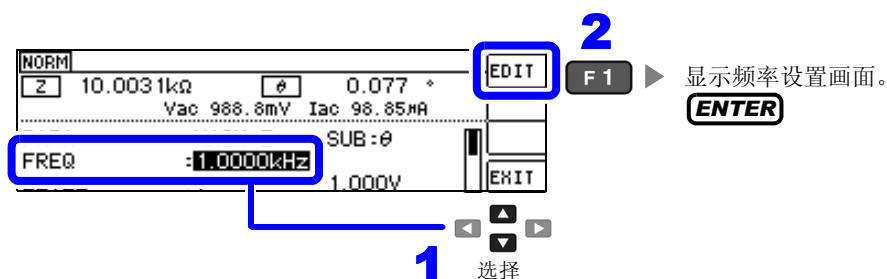 2
NORM
EDIT
Z 10.0031kΩ θ 0.077 °
F1
显示频率设置画面。
Vac 988.8mV Iac 98.85µA
ENTER
SUB:θ
FREQ :1.0000kHz
1.000V
EXIT
1
选择